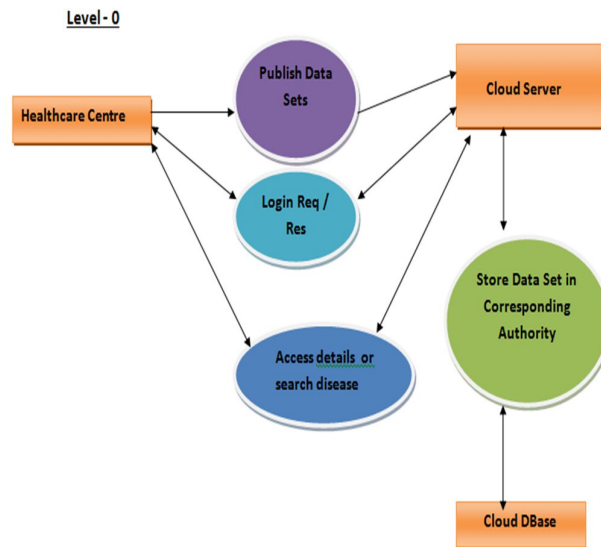 Level - 0
Publish Data
Sets
Cloud Server
Healthcare Centre
Login Req /
Res
Store Data Set in
Corresponding
Authority
Access details or
search disease
Cloud DBase